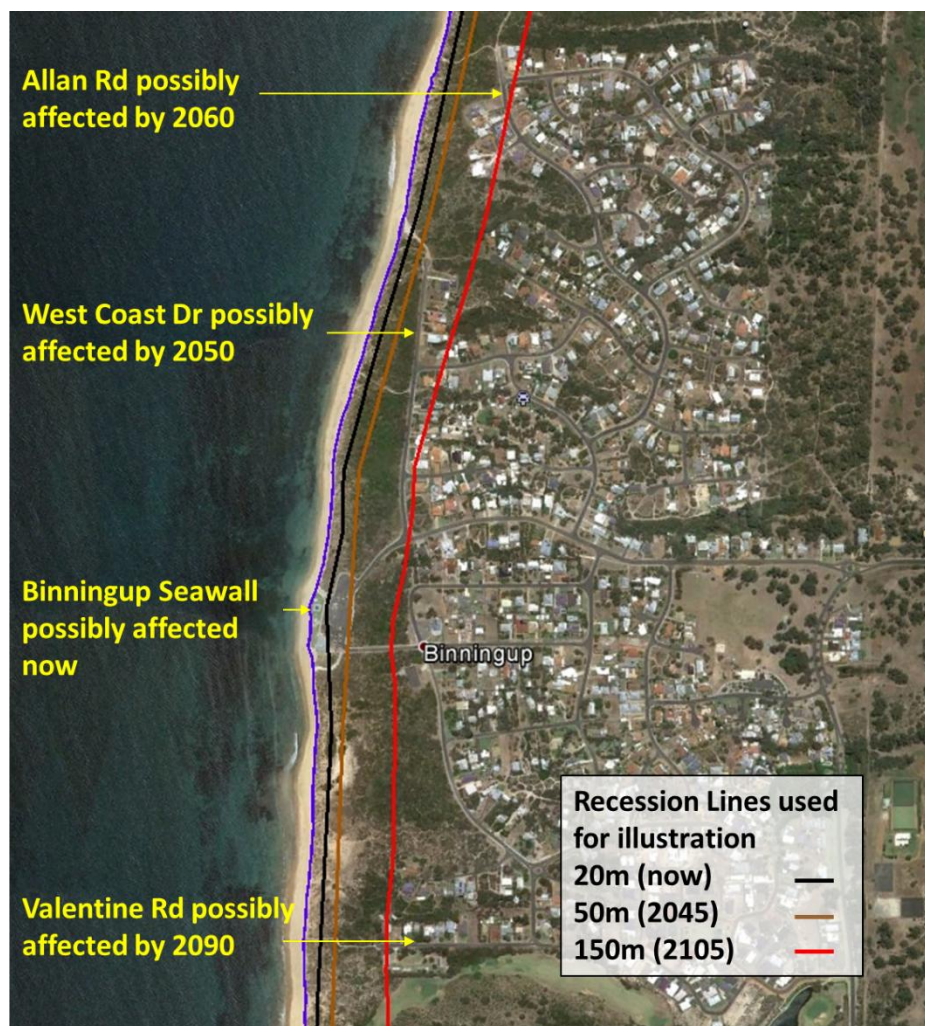 Allan Rd possibly
affected by 2060
West Coast Dr possibly
affected by 2050
Binningup Seawall
possibly affected
now
Binningup
Recession Lines used
for illustration
20m (now)
50m (2045)
150m (2105)
Valentine Rd possibly
affected by 2090